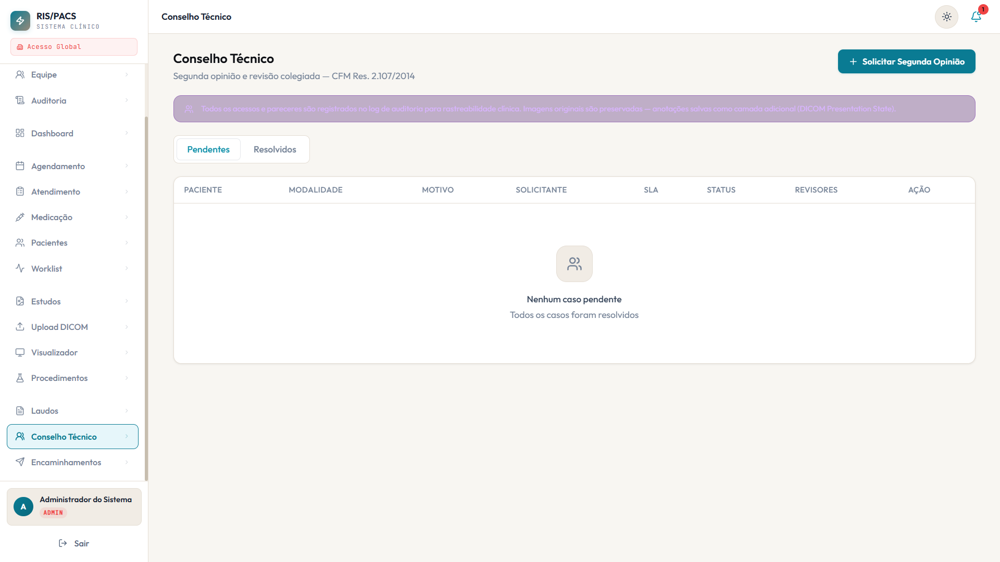 RIS/PACS
SISTEMA CLÍNICO
Acesso Global
Equipe
Auditoria
Dashboard
Agendamento
Atendimento
Medicação
Pacientes
Worklist
Estudos
Upload DICOM
Visualizador
Procedimentos
Laudos
Conselho Técnico
Encaminhamentos
A
Administrador do Sistema
ADMIN
Sair
Conselho Técnico
1
Conselho Técnico
Segunda opinião e revisão colegiada — CFM Res. 2.107/2014
+ Solicitar Segunda Opinião
Todos os acessos e pareceres são registrados no log de auditoria para rastreabilidade clínica. Imagens originais são preservadas — anotações salvas como camada adicional (DICOM Presentation State).
Pendentes Resolvidos
PACIENTE MODALIDADE MOTIVO SOLICITANTE SLA STATUS REVISORES AÇÃO
Nenhum caso pendente
Todos os casos foram resolvidos